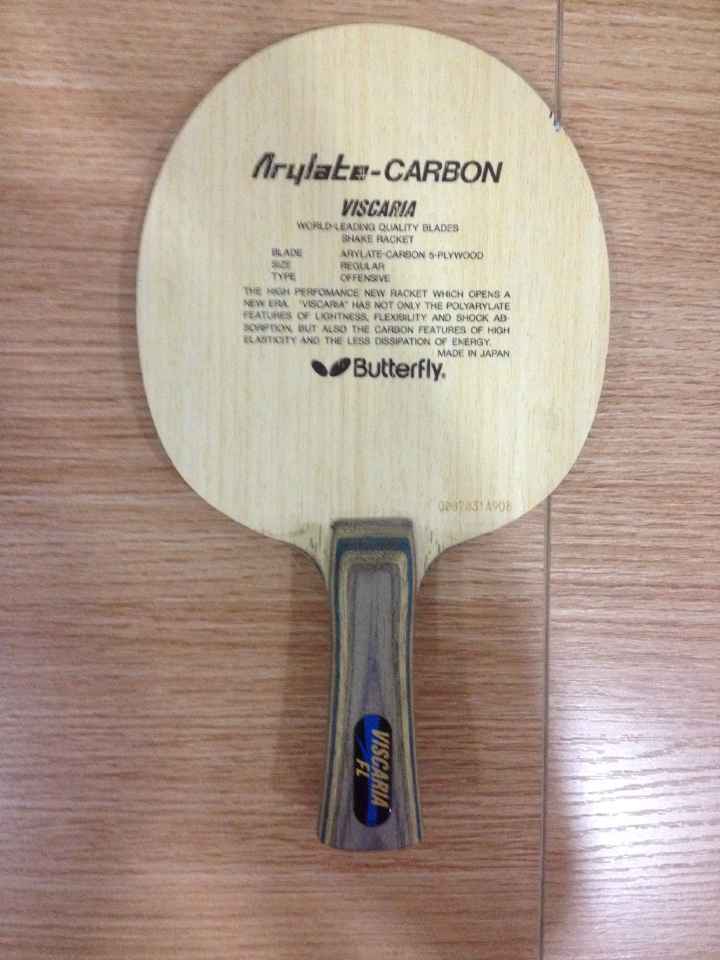 Arylate-CARBON
VISCARIA
WORLD-LEADING QUALITY BLADES
SHAKE RACKET
BLADE ARYLATE-CARBON 5-PLYWOOD
SIZE REGULAR
TYPE OFFENSIVE
THE HIGH PERFOMANCE NEW RACKET WHICH OPENS A
NEW ERA. "VISCARIA" HAS NOT ONLY THE POLYARYLATE
FEATURES OF LIGHTNESS, FLEXIBILITY AND SHOCK AB-
SORPTION, BUT ALSO THE CARBON FEATURES OF HIGH
ELASTICITY AND THE LESS DISSIPATION OF ENERGY.
MADE IN JAPAN
Butterfly.
VISCARIA
FL